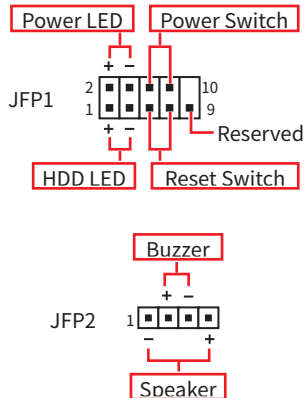 Power LED Power Switch
+ −
JFP1
2 10
1 9
+ −
Reserved
HDD LED Reset Switch
Buzzer
+ −
JFP2 1
− +
Speaker